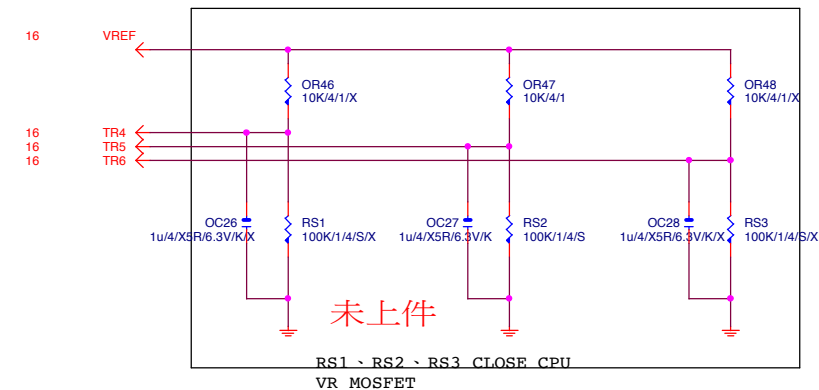 16 VREF
OR46
10K/4/1/X
OR47
10K/4/1
OR48
10K/4/1/X
16 TR4
16 TR5
16 TR6
OC26
1u/4/X5R/6.3V/K/X
RS1
100K/1/4/S/X
OC27
1u/4/X5R/6.3V/K
RS2
100K/1/4/S
OC28
1u/4/X5R/6.3V/K/X
RS3
100K/1/4/S/X
未上件
RS1、RS2、RS3 CLOSE CPU
VR MOSFET